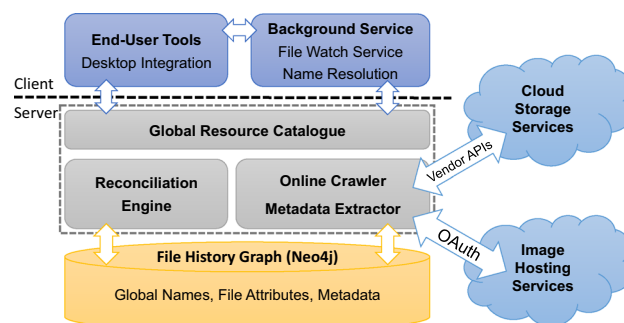 End-User Tools
Desktop Integration
Background Service
File Watch Service
Name Resolution
Client
Server
Global Resource Catalogue
Reconciliation
Engine
Online Crawler
Metadata Extractor
Cloud
Storage
Services
Vendor APIs
OAuth
Image
Hosting
Services
File History Graph (Neo4j)
Global Names, File Attributes, Metadata